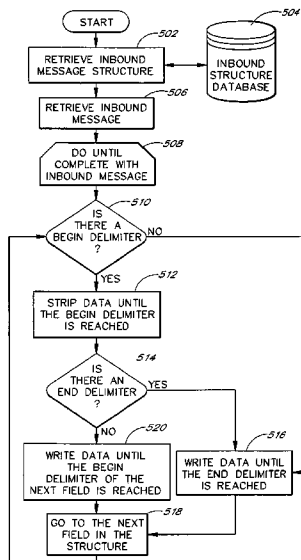 START
502
RETRIEVE INBOUND
MESSAGE STRUCTURE
504
INBOUND
STRUCTURE
DATABASE
506
RETRIEVE INBOUND
MESSAGE
508
DO UNTIL
COMPLETE WITH
INBOUND MESSAGE
510
IS
THERE A
BEGIN DELIMITER
?
NO
YES
512
STRIP DATA UNTIL
THE BEGIN DELIMITER
IS REACHED
514
IS
THERE AN
END DELIMITER
?
YES
NO
520
WRITE DATA UNTIL
THE BEGIN
DELIMITER OF THE
NEXT FIELD IS REACHED
516
WRITE DATA UNTIL
THE END DELIMITER
IS REACHED
518
GO TO THE NEXT
FIELD IN THE
STRUCTURE